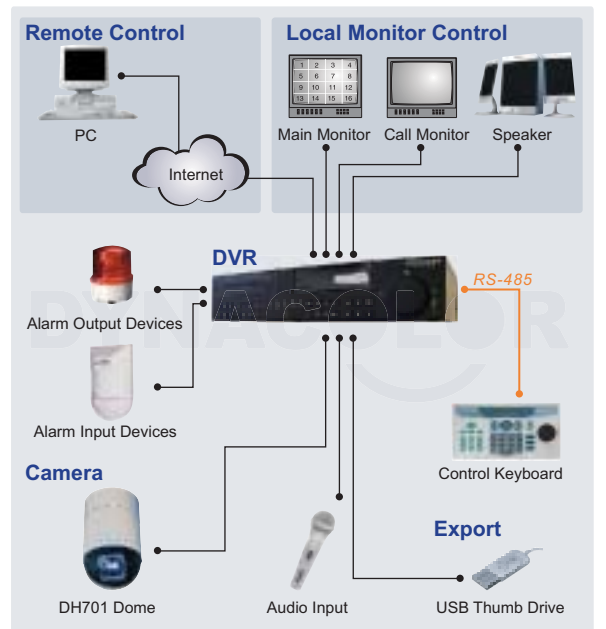 Remote Control
Local Monitor Control
1 2 3 4
5 6 7 8
9 10 11 12
13 14 15 16
PC
Main Monitor
Call Monitor
Speaker
Internet
DVR
RS-485
DYNACOLOR
Alarm Output Devices
Alarm Input Devices
Control Keyboard
Camera
Export
DH701 Dome
Audio Input
USB Thumb Drive